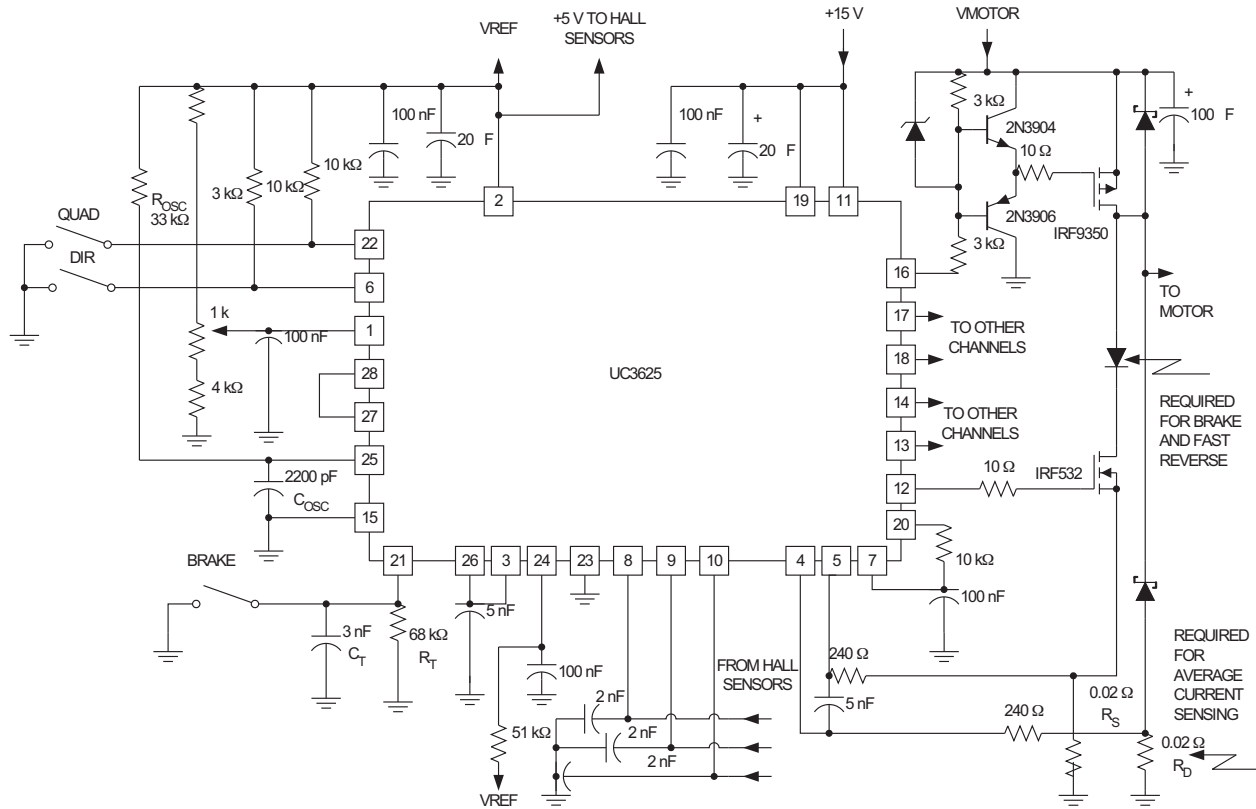 +5 V TO HALL
SENSORS
VREF
+15 V
VMOTOR
100 nF
20 F
100 nF
+
20 F
3 kΩ
2N3904
10 Ω
+
100 F
ROSC
33 kΩ
3 kΩ
10 kΩ
10 kΩ
2
19
11
2N3906
3 kΩ
IRF9350
QUAD
22
DIR
6
16
TO
MOTOR
1 k
1
100 nF
17
TO OTHER
CHANNELS
28
UC3625
18
4 kΩ
27
14
TO OTHER
CHANNELS
REQUIRED
FOR BRAKE
AND FAST
REVERSE
25
13
2200 pF
COSC
10 Ω
IRF532
12
15
20
BRAKE
21
26
3
24
23
8
9
10
4
5
7
10 kΩ
100 nF
5 nF
3 nF
CT
68 kΩ
RT
100 nF
FROM HALL
SENSORS
240 Ω
5 nF
0.02 Ω
RS
REQUIRED
FOR
AVERAGE
CURRENT
SENSING
2 nF
51 kΩ
2 nF
2 nF
240 Ω
0.02 Ω
RD
VREF